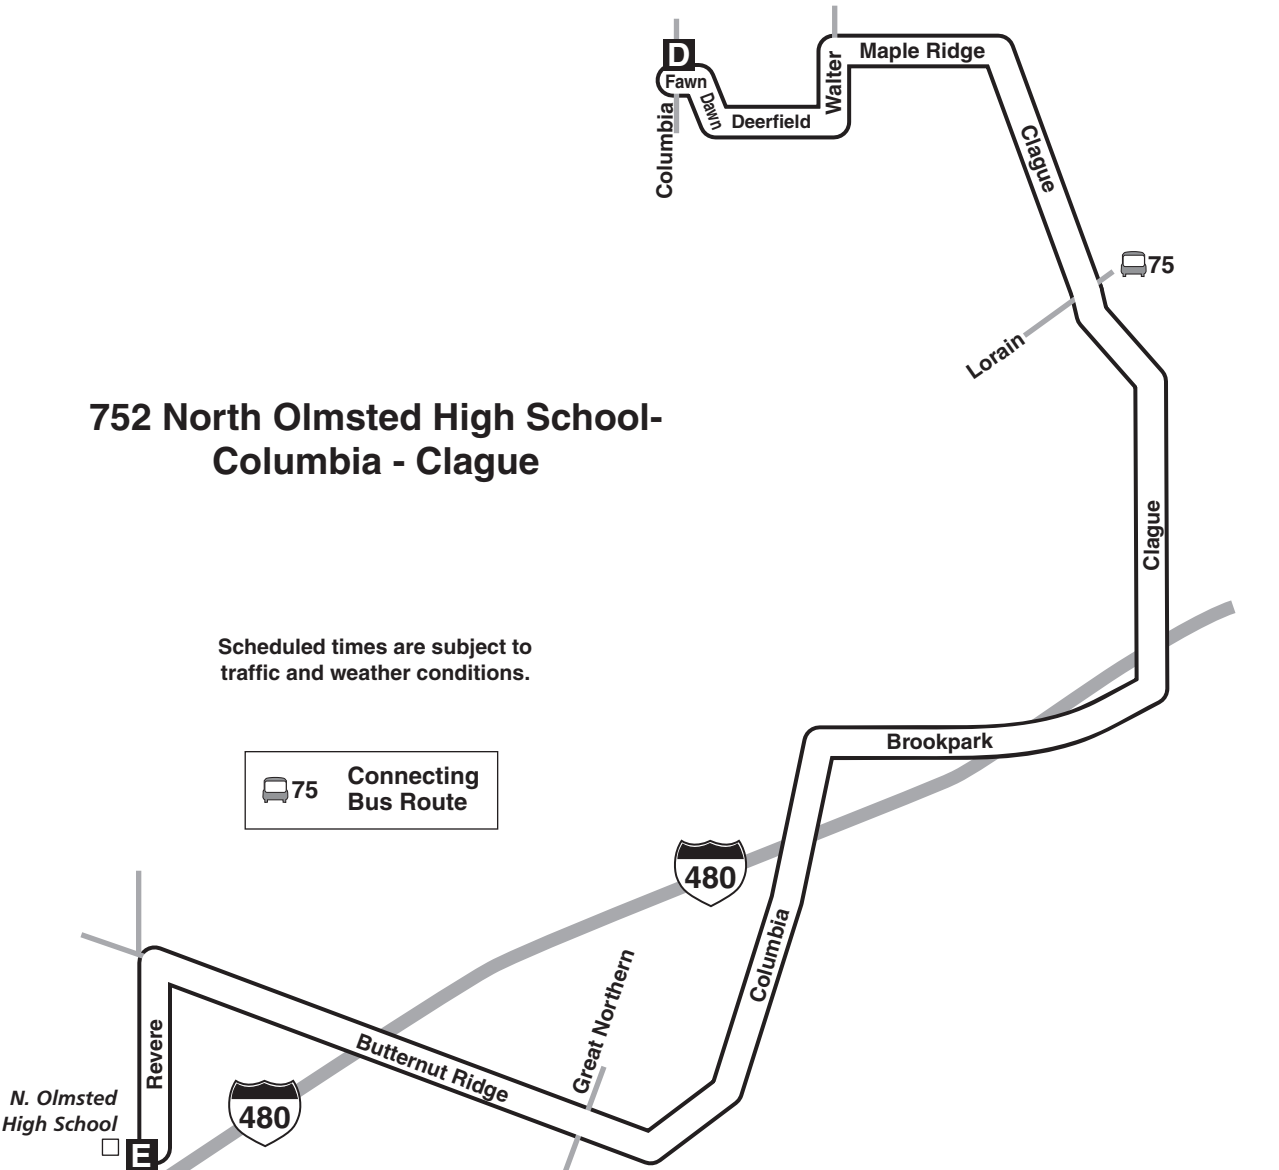 D
Fawn
Dawn
Columbia
Deerfield
Walter
Maple Ridge
Clague
75
Lorain
752 North Olmsted High School-
Columbia - Clague
Clague
Scheduled times are subject to
traffic and weather conditions.
Brookpark
75
Connecting
Bus Route
480
Columbia
Great Northern
Butternut Ridge
Revere
480
N. Olmsted
High School
E